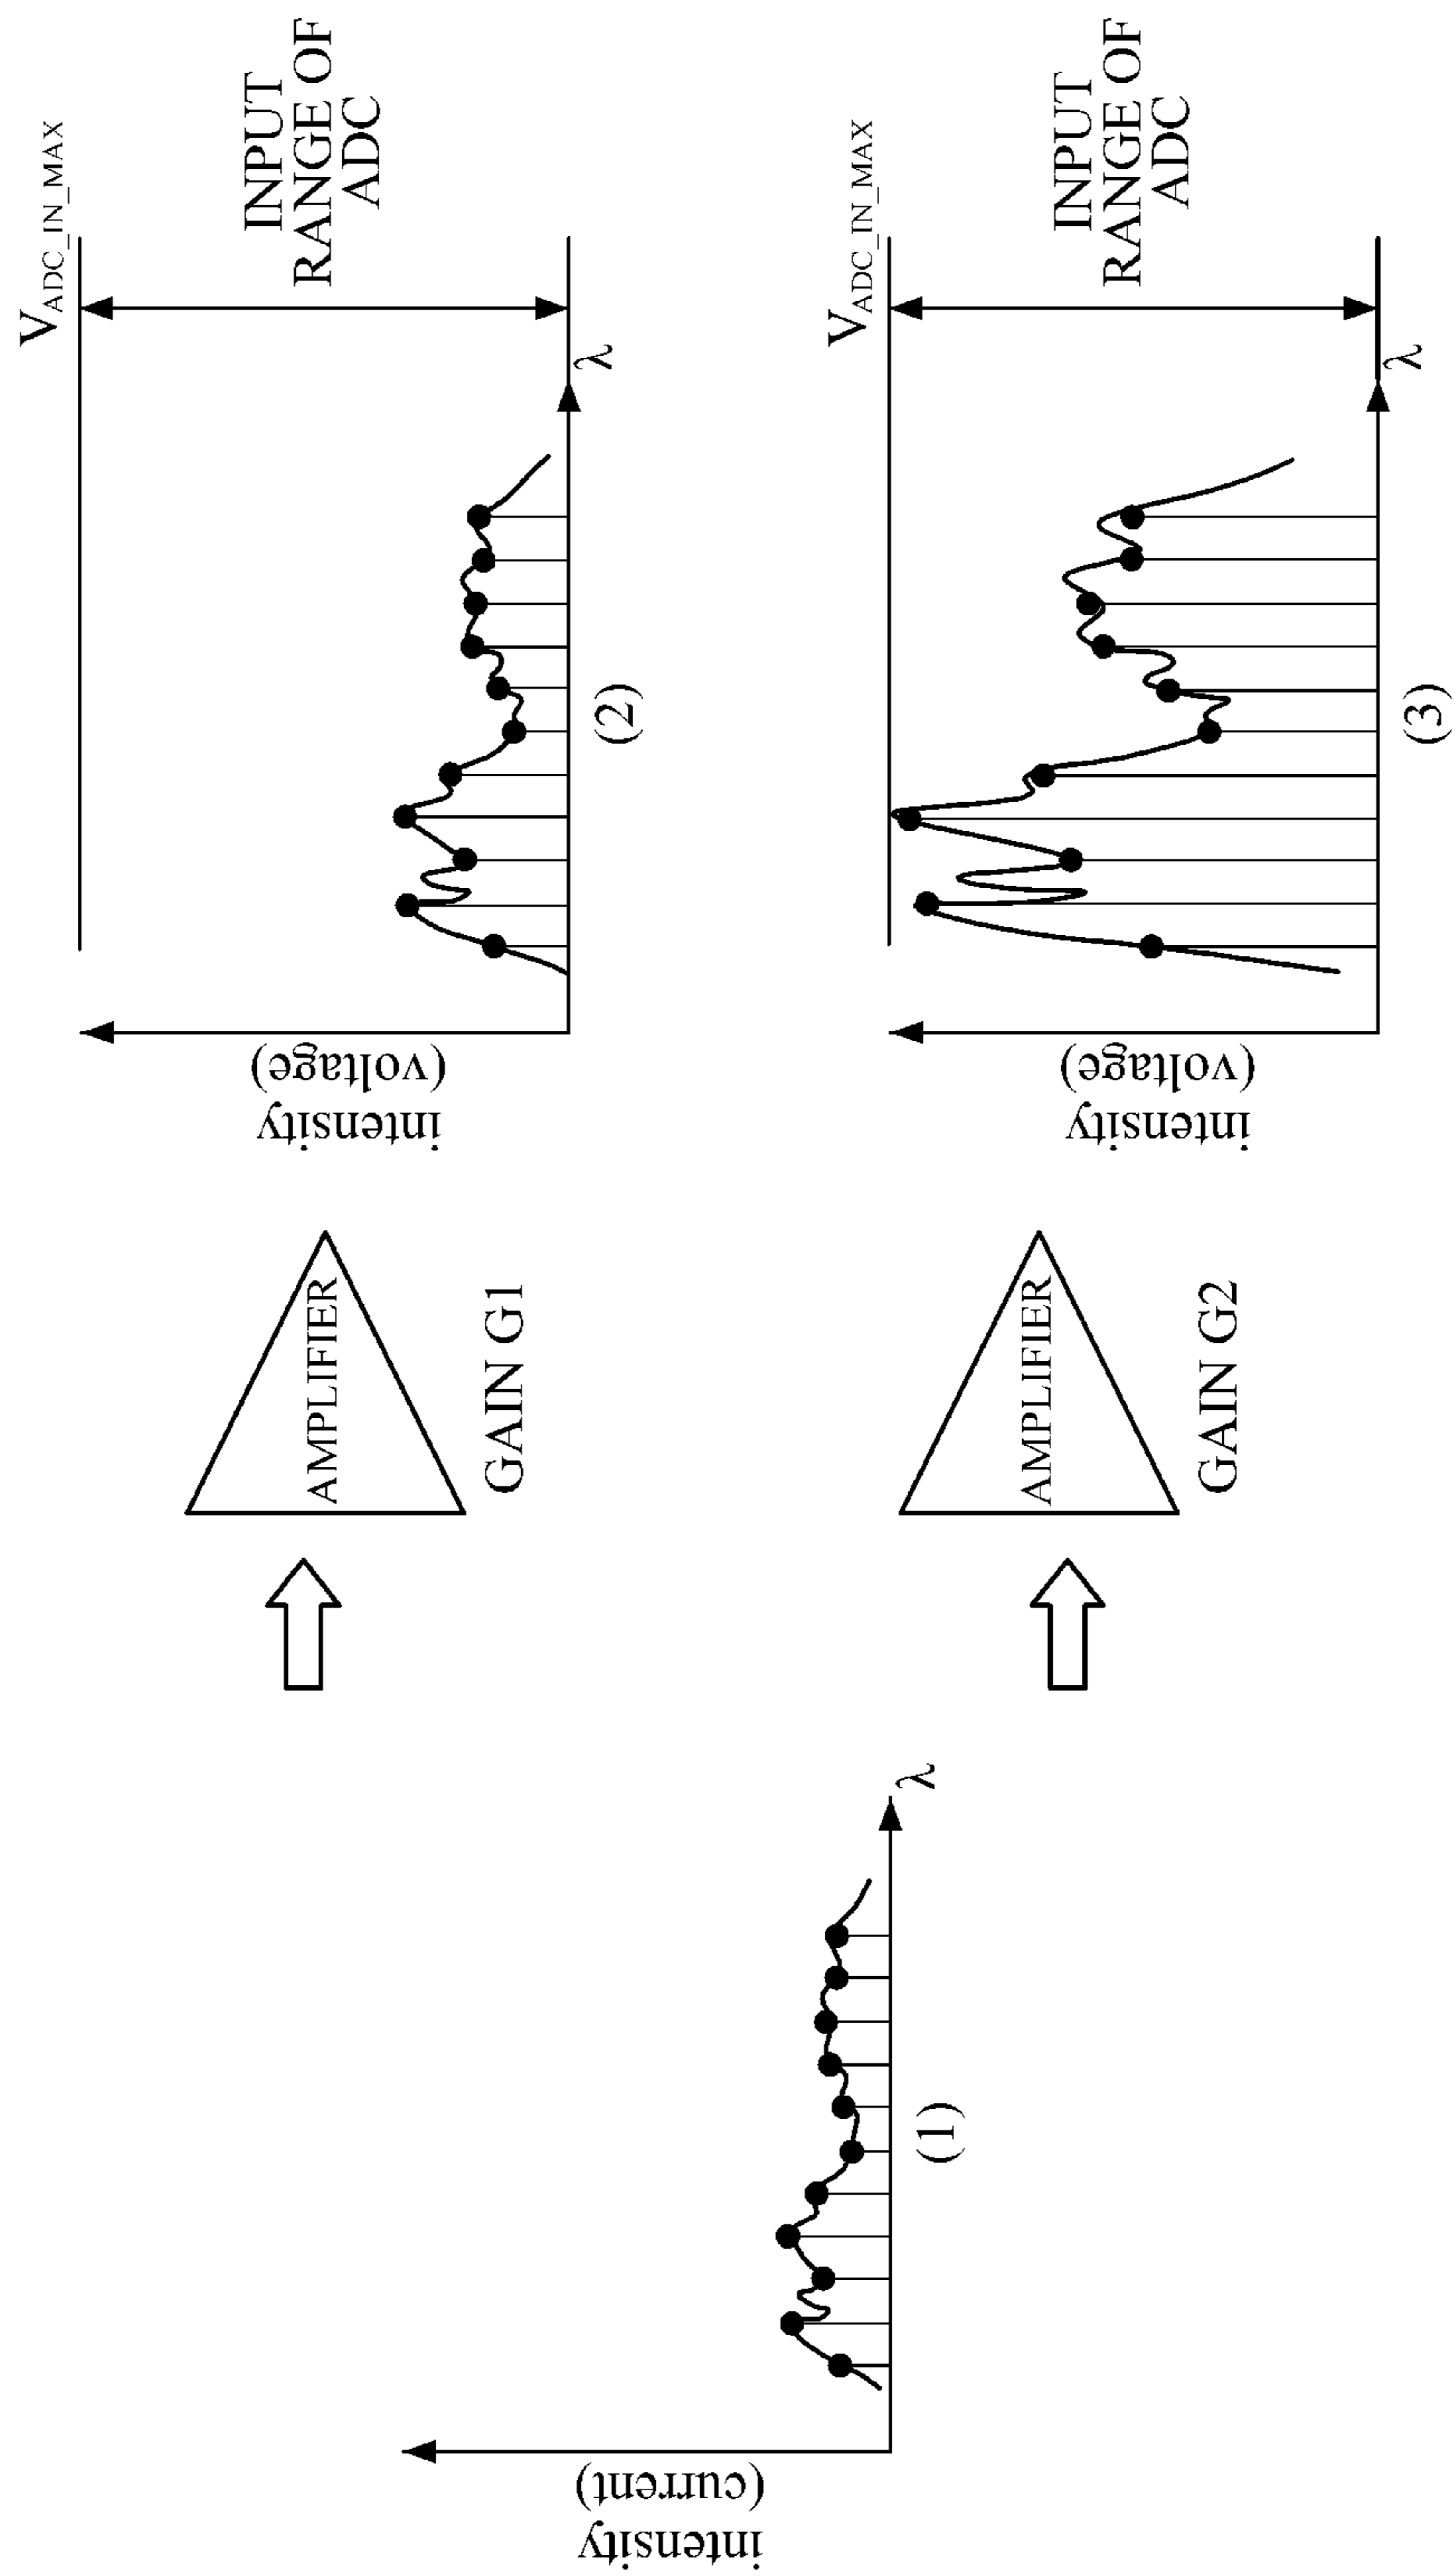 intensity
(current)
λ
(1)
AMPLIFIER
GAIN G1
intensity
(voltage)
V_ADC_IN_MAX
INPUT
RANGE OF
ADC
λ
(2)
AMPLIFIER
GAIN G2
intensity
(voltage)
V_ADC_IN_MAX
INPUT
RANGE OF
ADC
λ
(3)